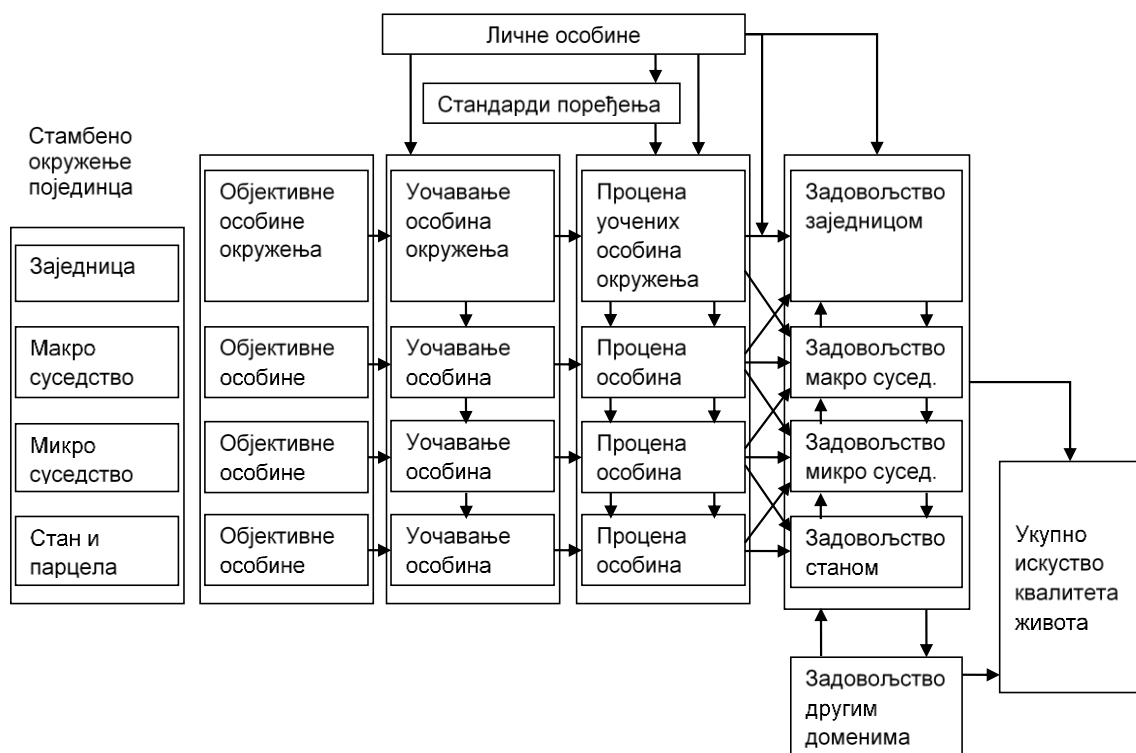 Личне особине
Стандарди поређења
Стамбено
окружење
појединца
Објективне
особине
окружења
Уочавање
особина
окружења
Процена
уочених
особина
окружења
Задовољство
заједницом
Заједница
Макро
суседство
Објективне
особине
Уочавање
особина
Процена
особина
Задовољство
макро сусед.
Микро
суседство
Објективне
особине
Уочавање
особина
Процена
особина
Задовољство
микро сусед.
Стан и
парцела
Објективне
особине
Уочавање
особина
Процена
особина
Задовољство
станом
Укупно
искуство
квалитета
живота
Задовољство
другим
доменима